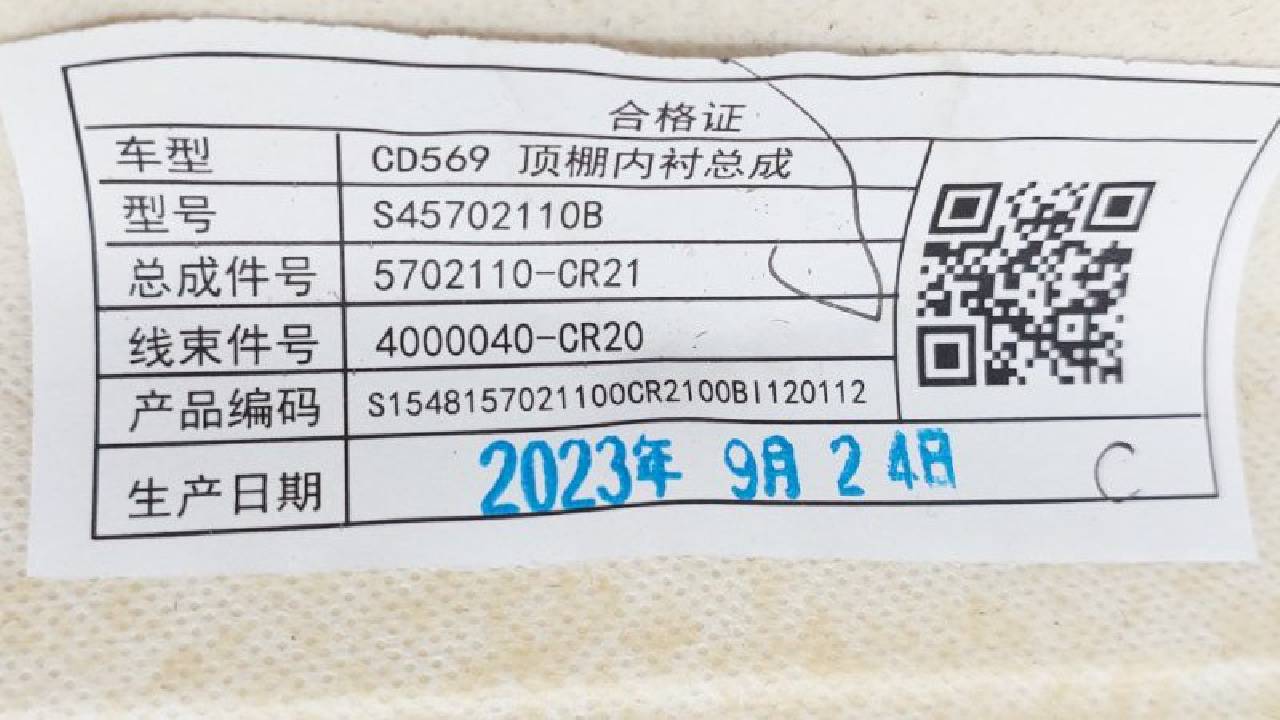 合格证
车型 CD569 顶棚内衬总成
型号 S45702110B
总成件号 5702110-CR21
线束件号 4000040-CR20
产品编码 S1548157021100CR2100BI120112
生产日期 2023年 9月 24日
C